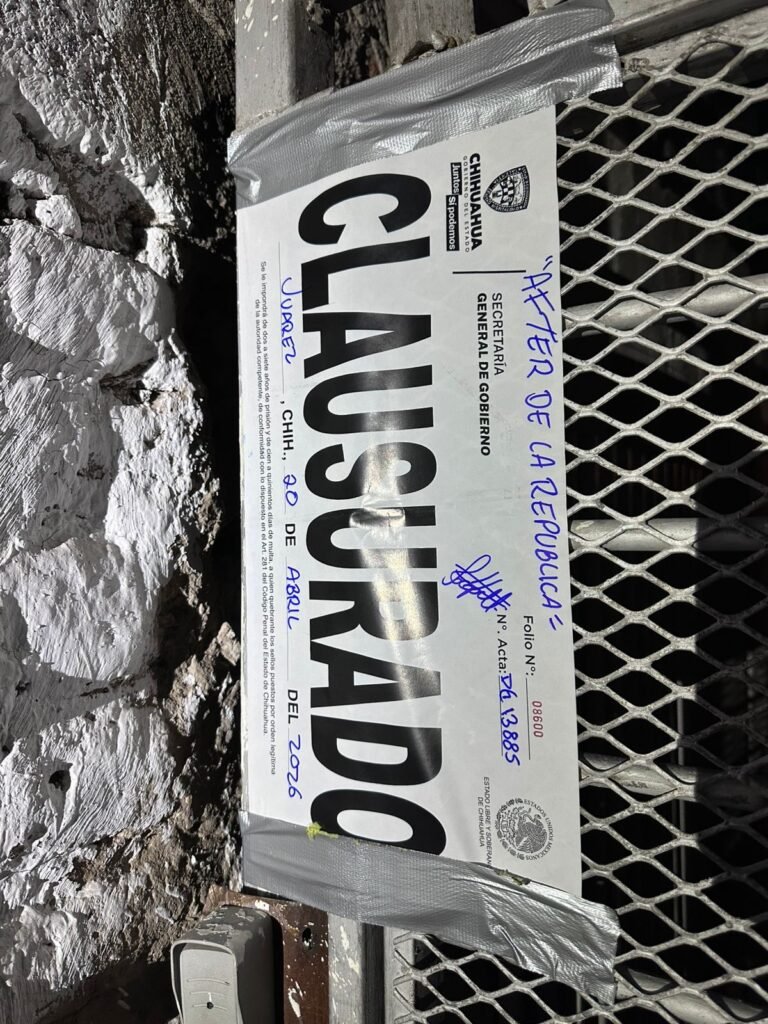 "AFTER DE LA REPUBLICA"
CHIHUAHUA
GOBIERNO DEL ESTADO
Juntos Sí podemos
SECRETARÍA
GENERAL DE GOBIERNO
Folio N°: 08600
N°. Acta: DG 13885
ESTADOS UNIDOS MEXICANOS
ESTADO LIBRE Y SOBERAN
DE CHIHUAHUA
CLAUSURADO
JUAREZ, CHIH., 20 DE ABRIL DEL 2026
Se le impondrá de dos a siete años de prisión y de cien a quinientos días de multa, a quien quebrante los sellos puestos por orden legítima
de la autoridad competente, de conformidad con lo dispuesto en el Art. 281 del Código Penal del Estado de Chihuahua.